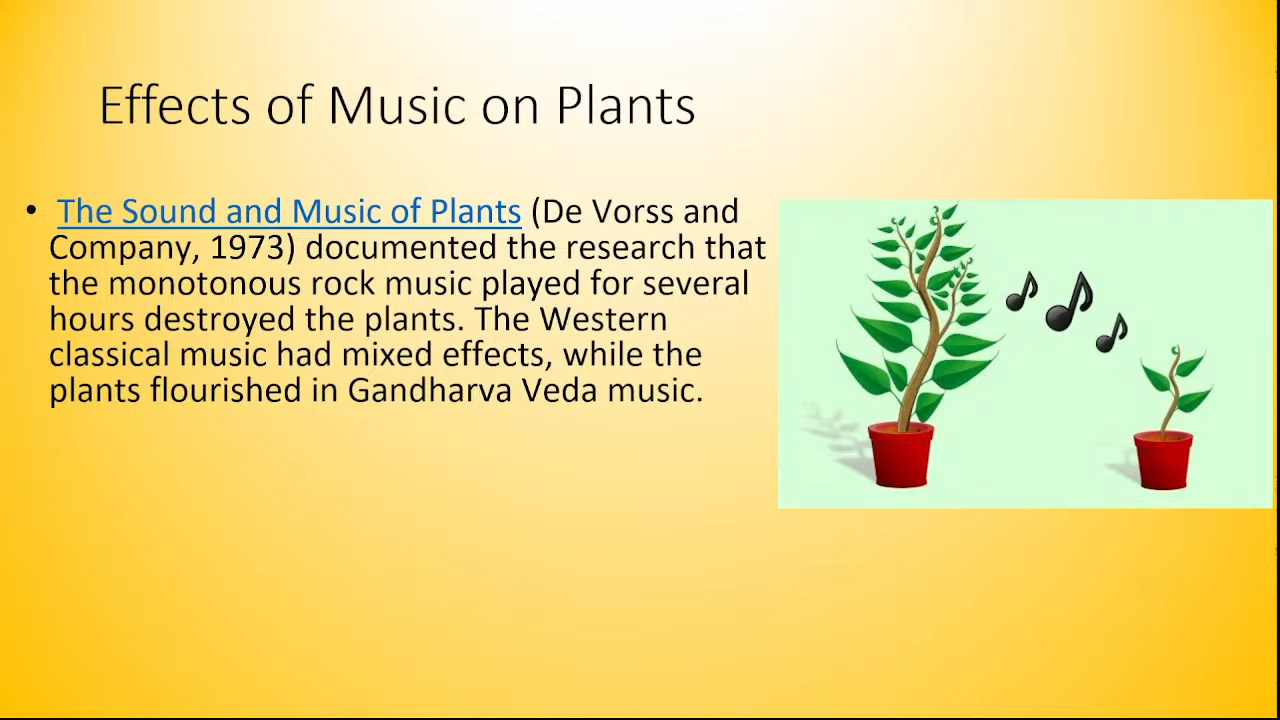 Effects of Music on Plants
• The Sound and Music of Plants (De Vorss and
Company, 1973) documented the research that
the monotonous rock music played for several
hours destroyed the plants. The Western
classical music had mixed effects, while the
plants flourished in Gandharva Veda music.